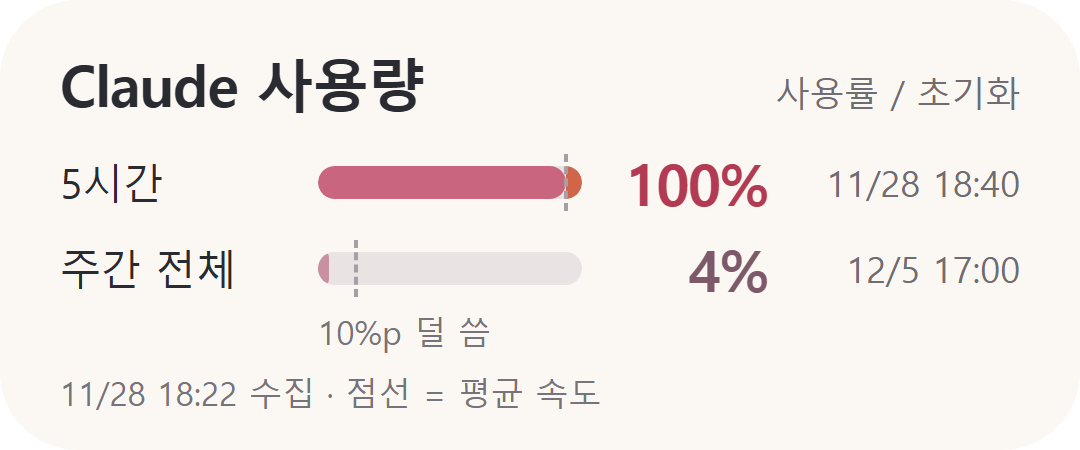 Claude 사용량 사용률 / 초기화
5시간 100% 11/28 18:40
주간 전체 4% 12/5 17:00
10%p 덜 씀
11/28 18:22 수집 · 점선 = 평균 속도